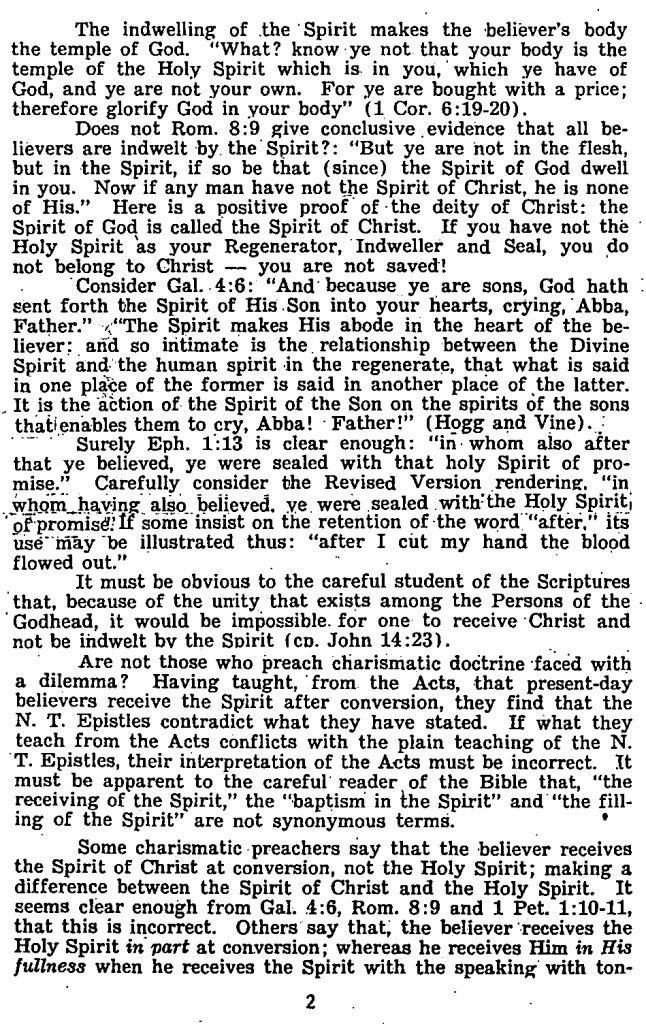 The indwelling of the Spirit makes the believer's body
the temple of God. "What? know ye not that your body is the
temple of the Holy Spirit which is in you, which ye have of
God, and ye are not your own. For ye are bought with a price;
therefore glorify God in your body" (1 Cor. 6:19-20).
Does not Rom. 8:9 give conclusive evidence that all be-
lievers are indwelt by the Spirit?: "But ye are not in the flesh,
but in the Spirit, if so be that (since) the Spirit of God dwell
in you. Now if any man have not the Spirit of Christ, he is none
of His." Here is a positive proof of the deity of Christ: the
Spirit of God is called the Spirit of Christ. If you have not the
Holy Spirit as your Regenerator, Indweller and Seal, you do
not belong to Christ — you are not saved!
Consider Gal. 4:6: "And because ye are sons, God hath
sent forth the Spirit of His Son into your hearts, crying, Abba,
Father." "The Spirit makes His abode in the heart of the be-
liever; and so intimate is the relationship between the Divine
Spirit and the human spirit in the regenerate, that what is said
in one place of the former is said in another place of the latter.
It is the action of the Spirit of the Son on the spirits of the sons
that enables them to cry, Abba! Father!" (Hogg and Vine).
Surely Eph. 1:13 is clear enough: "in whom also after
that ye believed, ye were sealed with that holy Spirit of pro-
mise." Carefully consider the Revised Version rendering, "in
whom having also believed, ye were sealed with the Holy Spirit
of promise. If some insist on the retention of the word "after," its
use may be illustrated thus: "after I cut my hand the blood
flowed out."
It must be obvious to the careful student of the Scriptures
that, because of the unity that exists among the Persons of the
Godhead, it would be impossible for one to receive Christ and
not be indwelt by the Spirit (cp. John 14:23).
Are not those who preach charismatic doctrine faced with
a dilemma? Having taught, from the Acts, that present-day
believers receive the Spirit after conversion, they find that the
N. T. Epistles contradict what they have stated. If what they
teach from the Acts conflicts with the plain teaching of the N.
T. Epistles, their interpretation of the Acts must be incorrect. It
must be apparent to the careful reader of the Bible that, "the
receiving of the Spirit," the "baptism in the Spirit" and "the fill-
ing of the Spirit" are not synonymous terms.
Some charismatic preachers say that the believer receives
the Spirit of Christ at conversion, not the Holy Spirit; making a
difference between the Spirit of Christ and the Holy Spirit. It
seems clear enough from Gal. 4:6, Rom. 8:9 and 1 Pet. 1:10-11,
that this is incorrect. Others say that, the believer receives the
Holy Spirit in part at conversion; whereas he receives Him in His
fullness when he receives the Spirit with the speaking with ton-
2